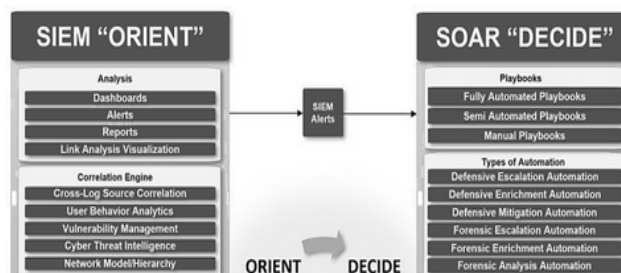 SIEM “ORIENT”
Analysis
Dashboards
Alerts
Reports
Link Analysis Visualization
Correlation Engine
Cross-Log Source Correlation
User Behavior Analytics
Vulnerability Management
Cyber Threat Intelligence
Network Model/Hierarchy
SIEM
Alerts
ORIENT
DECIDE
SOAR “DECIDE”
Playbooks
Fully Automated Playbooks
Semi Automated Playbooks
Manual Playbooks
Types of Automation
Defensive Escalation Automation
Defensive Enrichment Automation
Defensive Mitigation Automation
Forensic Escalation Automation
Forensic Enrichment Automation
Forensic Analysis Automation